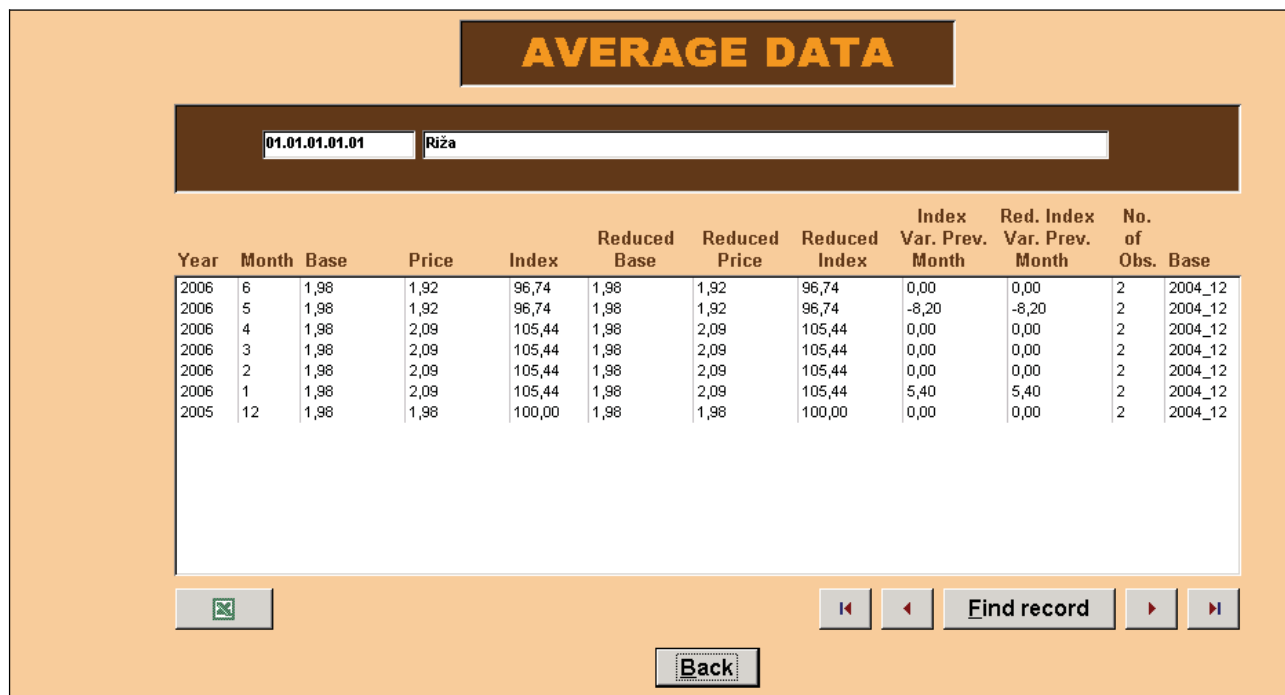 AVERAGE DATA
01.01.01.01.01 Riža
Index Red. Index No.
Reduced Reduced Reduced Var. Prev. Var. Prev. of
Year Month Base Price Index Base Price Index Month Month Obs. Base
2006 6 1,98 1,92 96,74 1,98 1,92 96,74 0,00 0,00 2 2004_12
2006 5 1,98 1,92 96,74 1,98 1,92 96,74 -8,20 -8,20 2 2004_12
2006 4 1,98 2,09 105,44 1,98 2,09 105,44 0,00 0,00 2 2004_12
2006 3 1,98 2,09 105,44 1,98 2,09 105,44 0,00 0,00 2 2004_12
2006 2 1,98 2,09 105,44 1,98 2,09 105,44 0,00 0,00 2 2004_12
2006 1 1,98 2,09 105,44 1,98 2,09 105,44 5,40 5,40 2 2004_12
2005 12 1,98 1,98 100,00 1,98 1,98 100,00 0,00 0,00 2 2004_12
Find record
Back